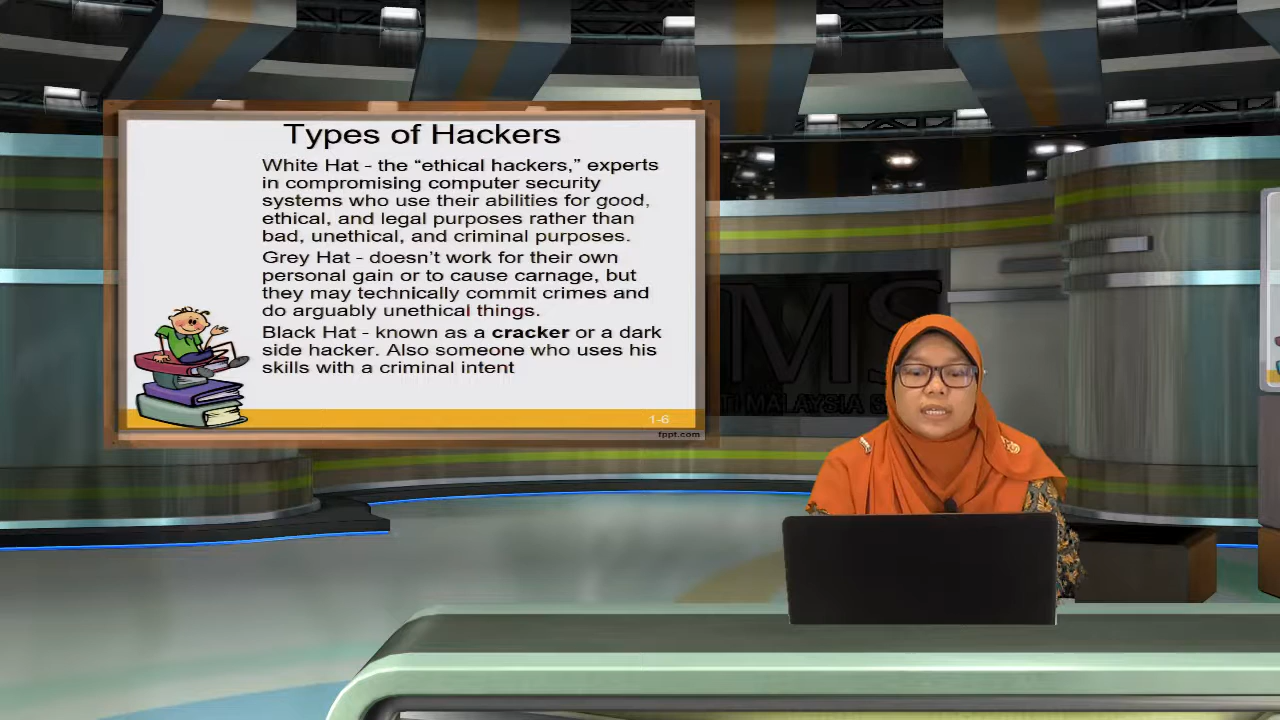 Types of Hackers
White Hat - the “ethical hackers,” experts
in compromising computer security
systems who use their abilities for good,
ethical, and legal purposes rather than
bad, unethical, and criminal purposes.
Grey Hat - doesn’t work for their own
personal gain or to cause carnage, but
they may technically commit crimes and
do arguably unethical things.
Black Hat - known as a cracker or a dark
side hacker. Also someone who uses his
skills with a criminal intent
1-6
fppt.com
MS
MALAYSIA